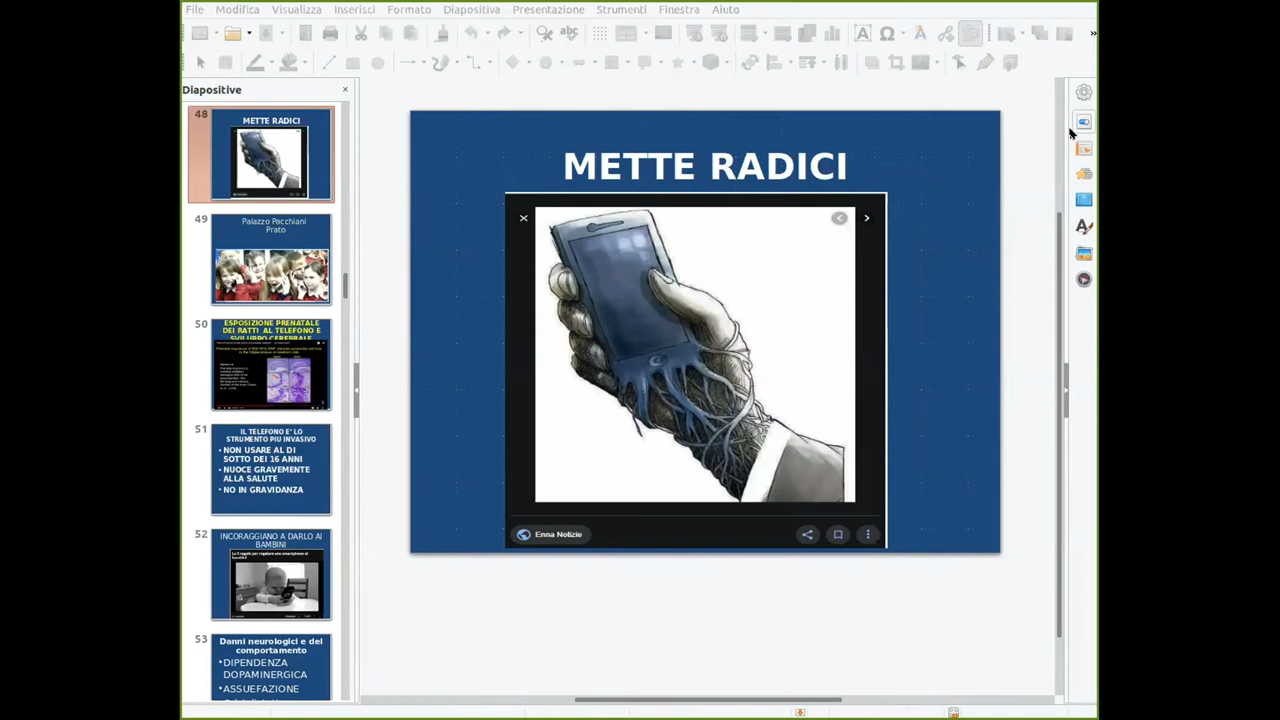 File Modifica Visualizza Inserisci Formato Diapositiva Presentazione Strumenti Finestra Aiuto
Diapositive
48
METTE RADICI
49
Palazzo Pacchiani
Prato
50
ESPOSIZIONE PRENATALE
DEI RATTI AL TELEFONO E
SVILUPPO CEREBRALE
51
IL TELEFONO E' LO
STRUMENTO PIU INVASIVO
• NON USARE AL DI
SOTTO DEI 16 ANNI
• NUOCE GRAVEMENTE
ALLA SALUTE
• NO IN GRAVIDANZA
52
INCORAGGIANO A DARLO AI
BAMBINI
53
Danni neurologici e del
comportamento
•DIPENDENZA
DOPAMINERGICA
•ASSUEFAZIONE
METTE RADICI
Enna Notizie